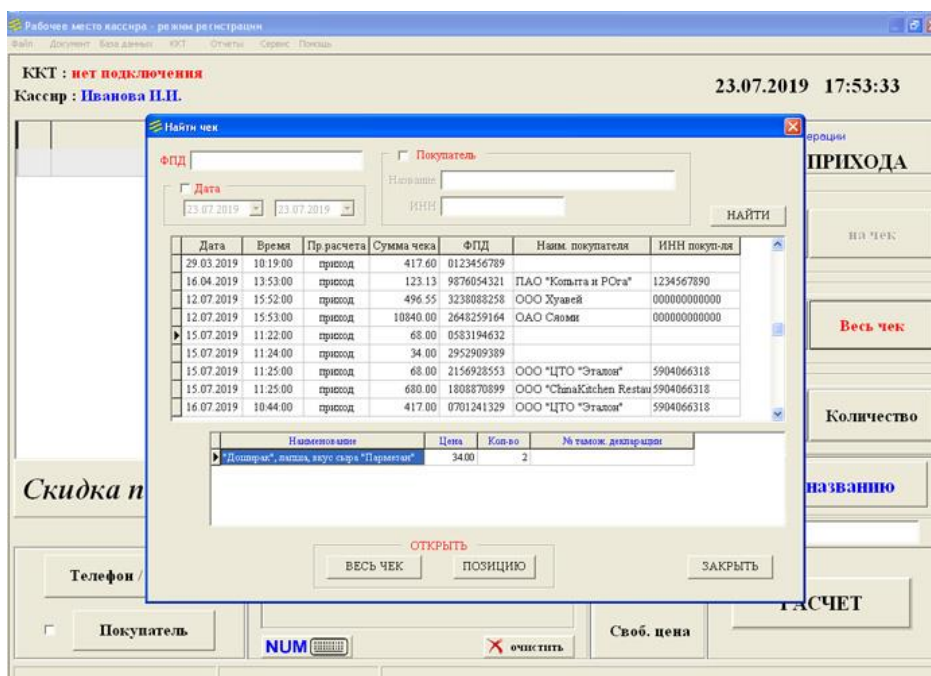 Рабочее место кассира - режим регистрации
Файл Документ База данных ККТ Отчеты Сервис Помощь
ККТ : нет подключения
Кассир : Иванова И.И.
23.07.2019 17:53:33
ерации
ПРИХОДА
Найти чек
ФПД
Покупатель
Название
ИНН
Дата
23.07.2019 23.07.2019
НАЙТИ
Дата Время Пр.расчета Сумма чека ФПД Наим. покупателя ИНН покуп-ля
29.03.2019 10:19:00 приход 417.60 0123456789
16.04.2019 13:53:00 приход 123.13 9876054321 ПАО "Копыта и РОга" 1234567890
12.07.2019 15:52:00 приход 496.55 3238088258 ООО Хуавей 000000000000
12.07.2019 15:53:00 приход 10840.00 2648259164 ОАО Сяоми 000000000000
15.07.2019 11:22:00 приход 68.00 0583194632
15.07.2019 11:24:00 приход 34.00 2952909389
15.07.2019 11:25:00 приход 68.00 2156928553 ООО "ЦТО "Эталон" 5904066318
15.07.2019 11:25:00 приход 680.00 1808870899 ООО "ChinaKitchen Restau 5904066318
16.07.2019 10:44:00 приход 417.00 0701241329 ООО "ЦТО "Эталон" 5904066318
Наименование Цена Кол-во № тамож. декларации
"Доширак", лапша, вкус сыра "Пармезан" 34.00 2
ОТКРЫТЬ
ВЕСЬ ЧЕК ПОЗИЦИЮ ЗАКРЫТЬ
на чек
Весь чек
Количество
Скидка п
названию
Телефон /
РАСЧЕТ
Покупатель
NUM
очистить
Своб. цена